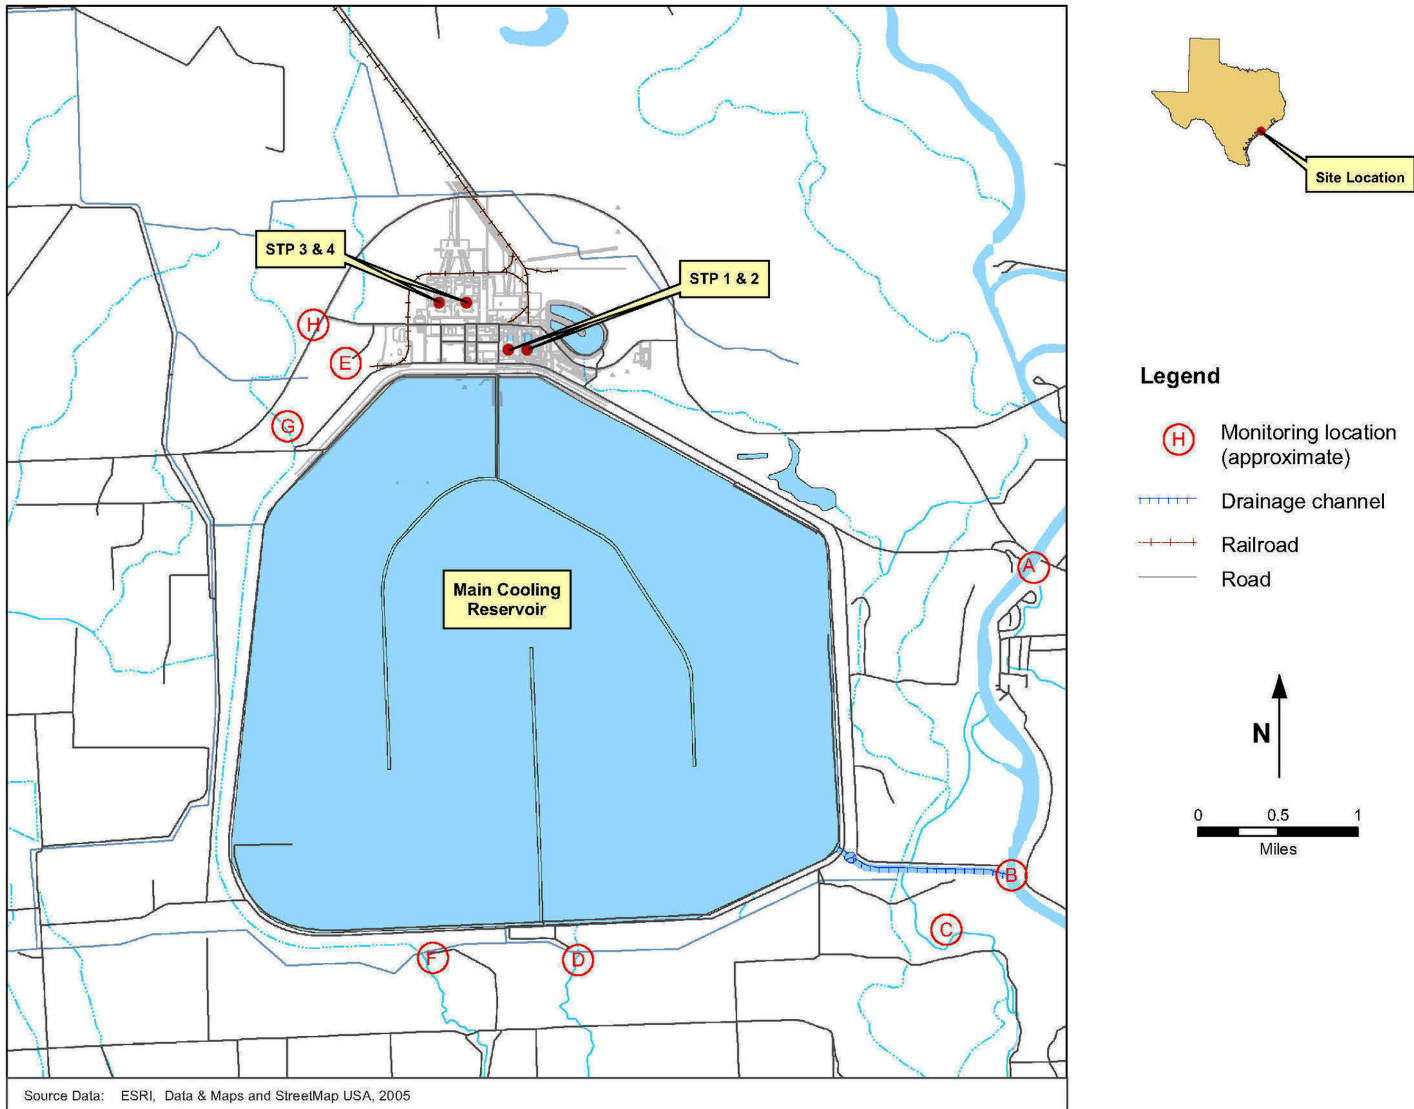 Site Location
STP 3 & 4
STP 1 & 2
H
E
G
Legend
H
Monitoring location
(approximate)
Drainage channel
Railroad
Road
A
Main Cooling
Reservoir
N
0 0.5 1
Miles
B
C
F
D
Source Data: ESRI, Data & Maps and StreetMap USA, 2005